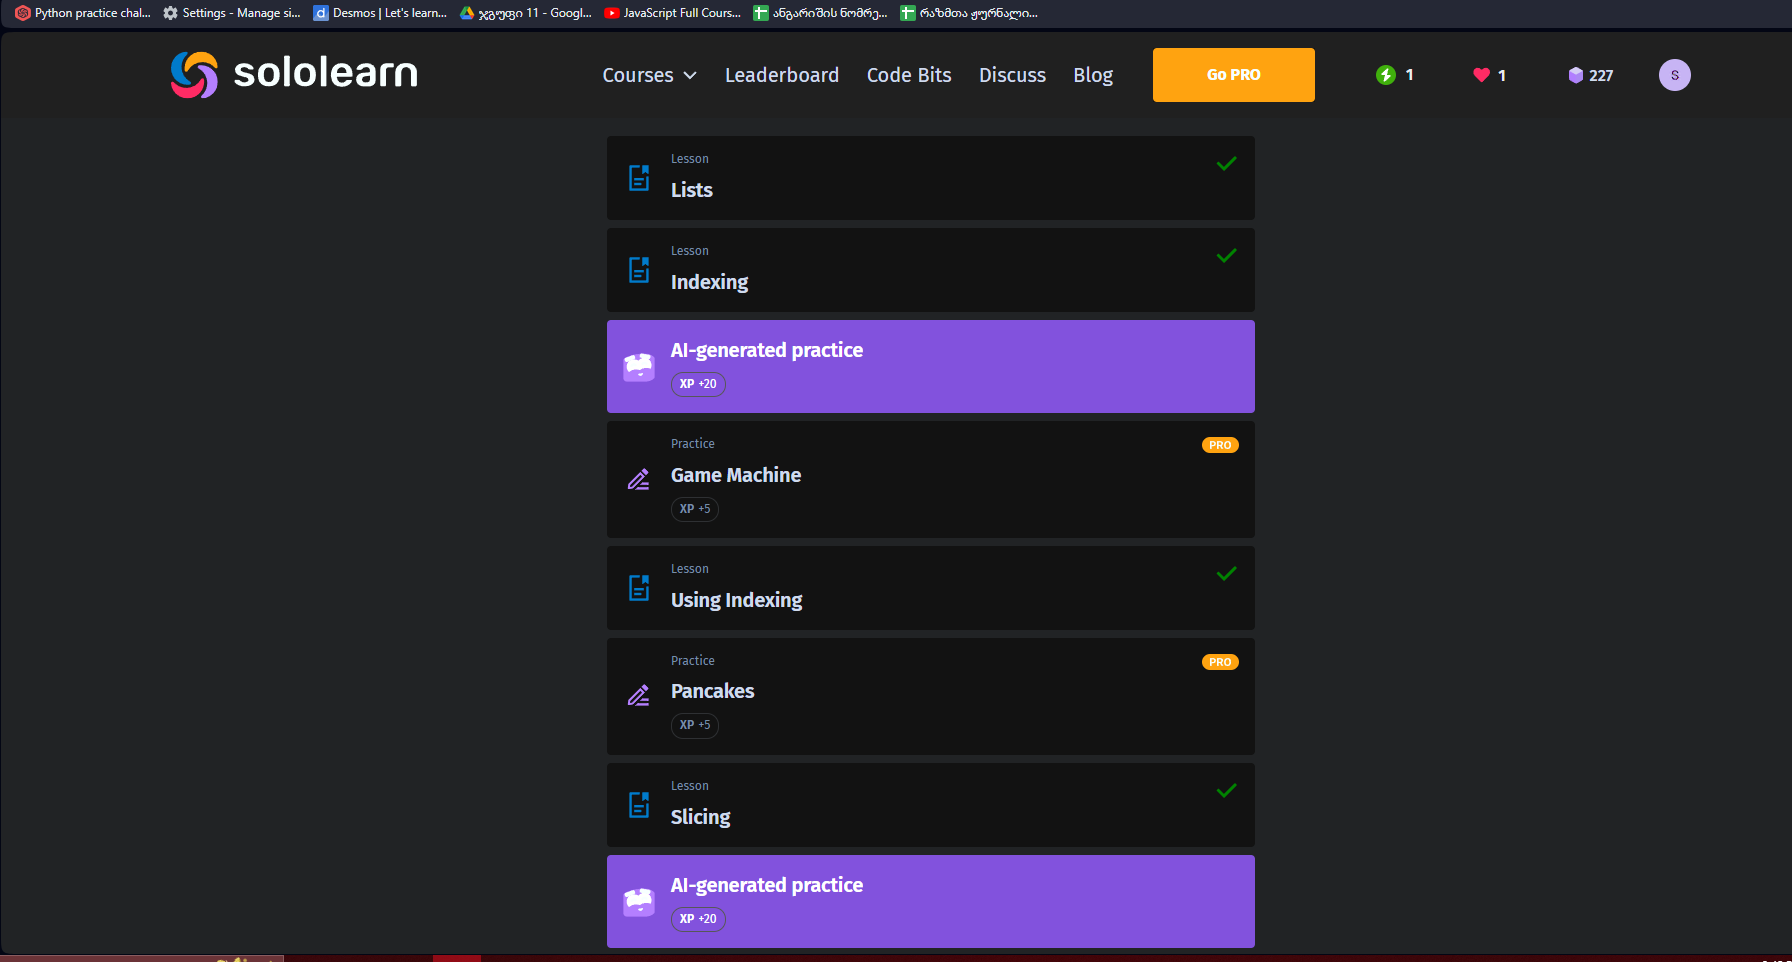 Python practice chal...
Settings - Manage si...
Desmos | Let's learn...
ჯგუფი 11 - Googl...
JavaScript Full Cours...
ანგარიშის ნომრე...
რაზმთა ჟურნალი...
sololearn
Courses
Leaderboard
Code Bits
Discuss
Blog
Go PRO
1
1
227
S
Lesson
Lists
Lesson
Indexing
AI-generated practice
XP +20
Practice
PRO
Game Machine
XP +5
Lesson
Using Indexing
Practice
PRO
Pancakes
XP +5
Lesson
Slicing
AI-generated practice
XP +20